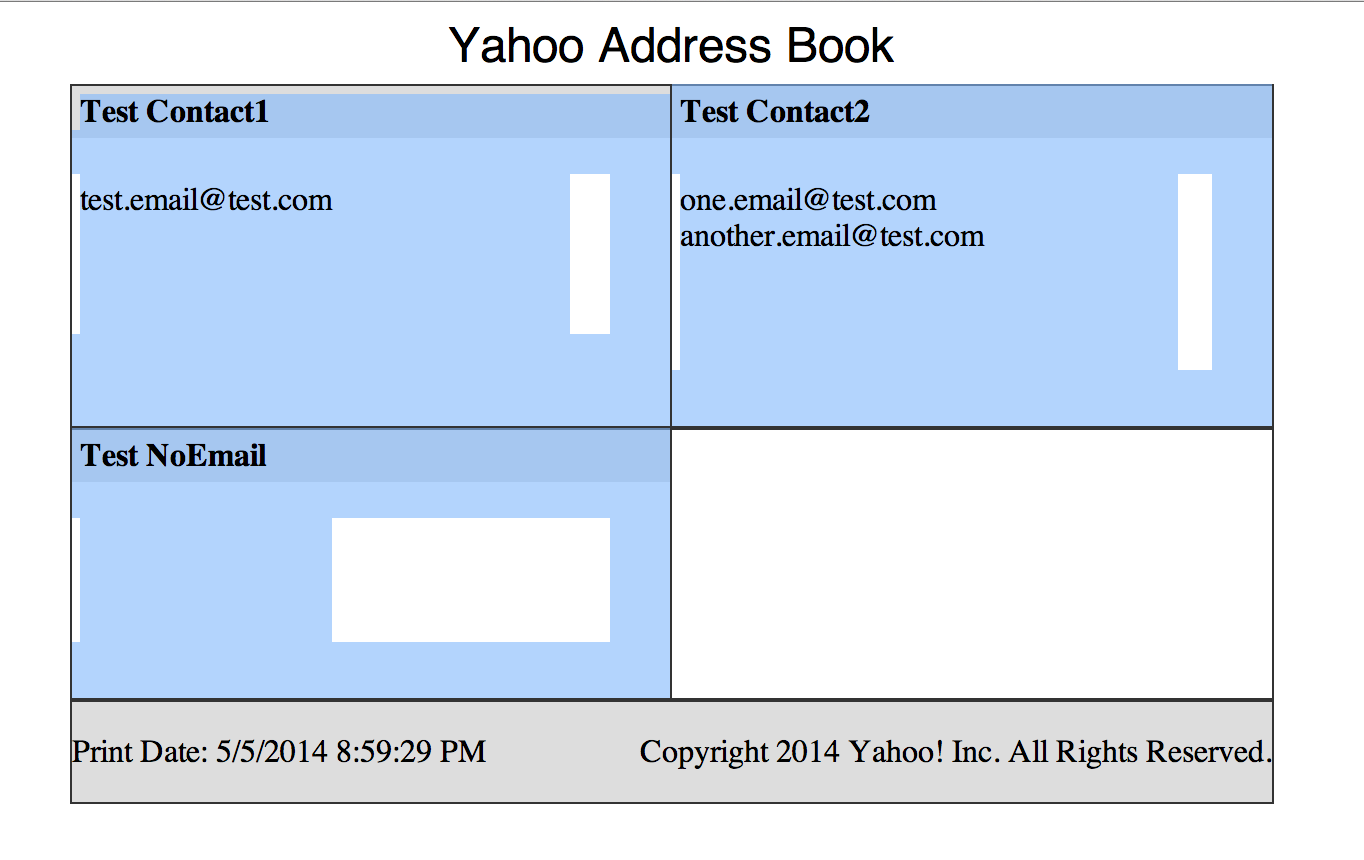 Yahoo Address Book
Test Contact1
test.email@test.com
Test Contact2
one.email@test.com
another.email@test.com
Test NoEmail
Print Date: 5/5/2014 8:59:29 PM
Copyright 2014 Yahoo! Inc. All Rights Reserved.